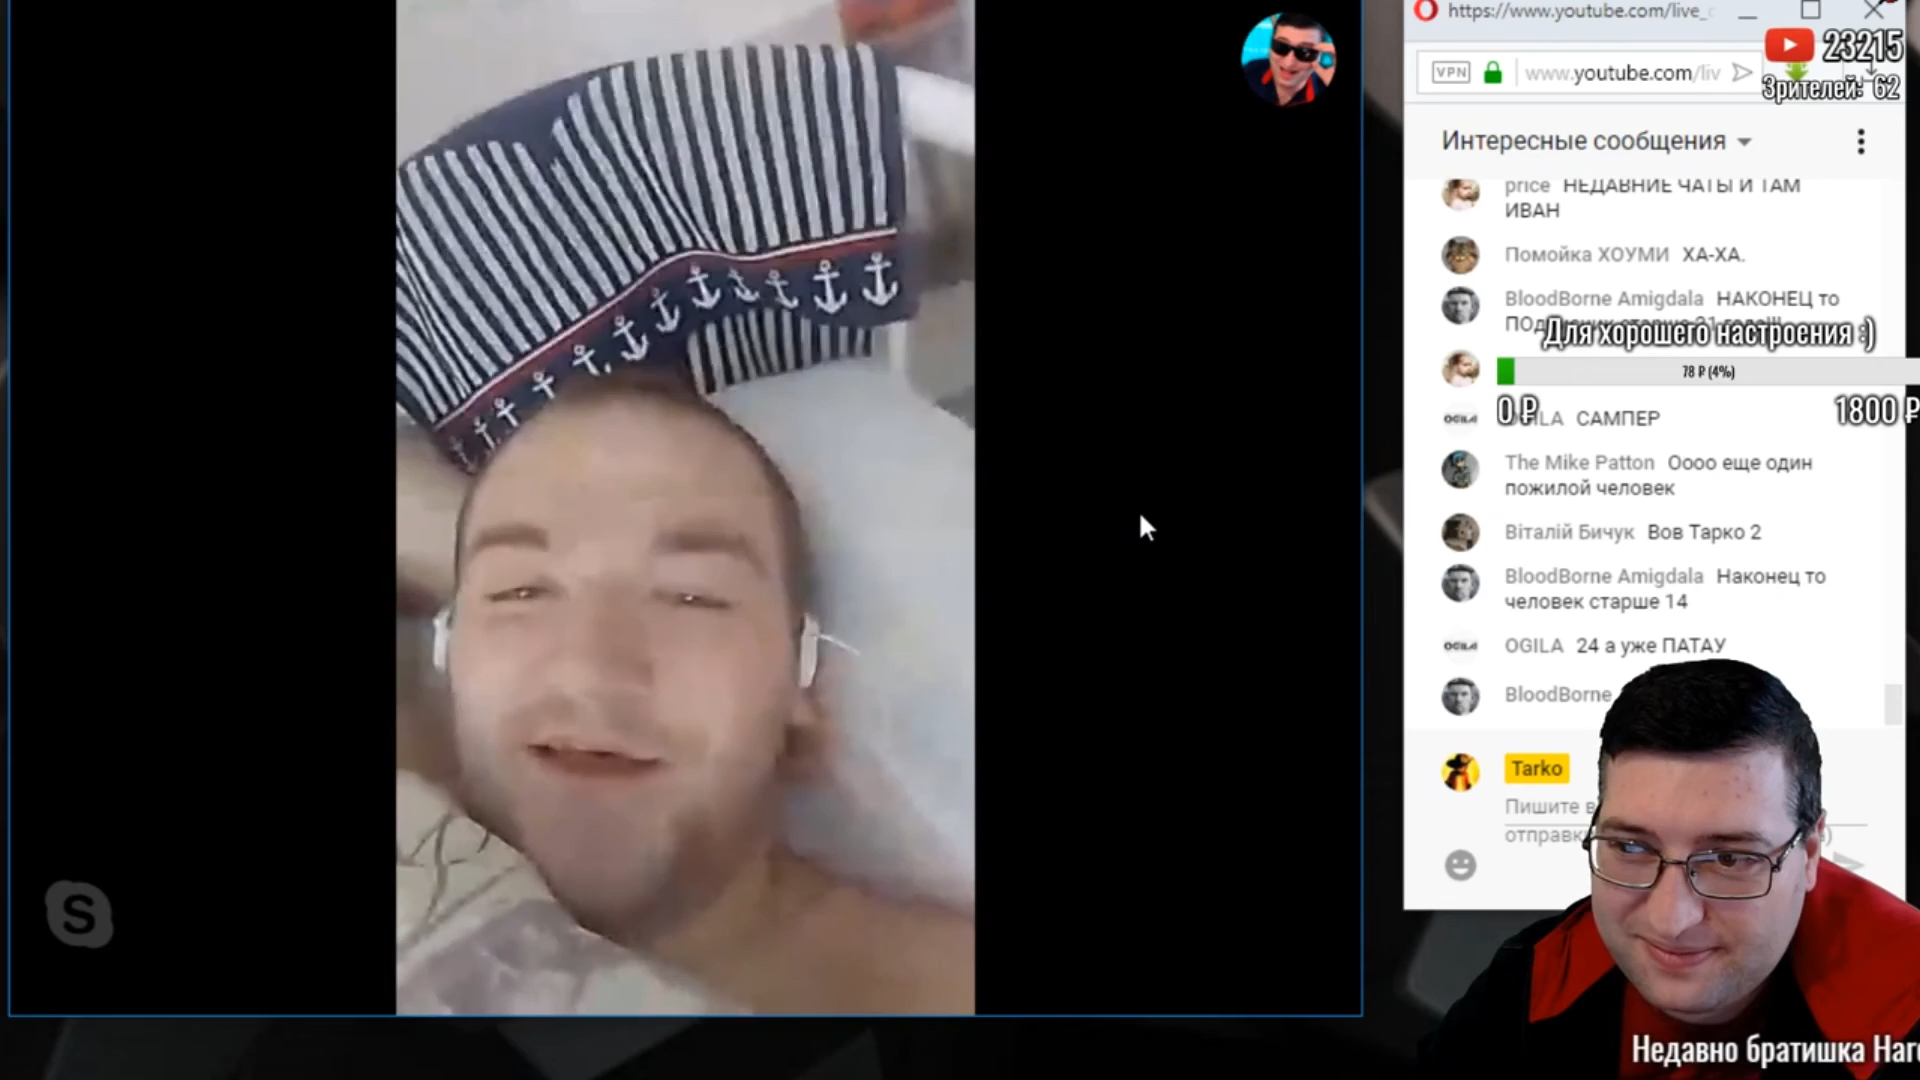 https://www.youtube.com/live_
23215
VPN
www.youtube.com/liv
Зрителей: 62
Интересные сообщения
price НЕДАВНИЕ ЧАТЫ И ТАМ
ИВАН
Помойка ХОУМИ ХА-ХА.
BloodBorne Amigdala НАКОНЕЦ то
Для хорошего настроения :)
78 ₽ (4%)
0 ₽
1800 ₽
OGILA САМПЕР
The Mike Patton Оооо еще один
пожилой человек
Віталій Бичук Вов Тарко 2
BloodBorne Amigdala Наконец то
человек старше 14
OGILA 24 а уже ПАТАУ
BloodBorne
Tarko
Пишите в
отправк
S
Недавно братишка Наг